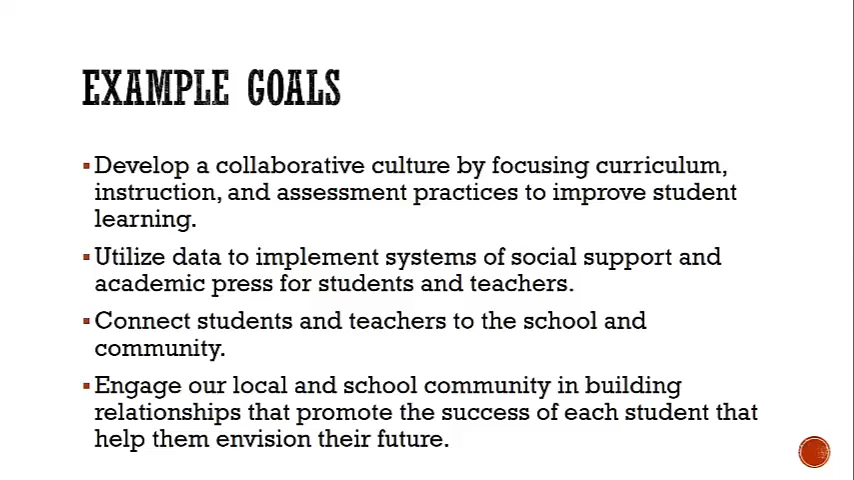 EXAMPLE GOALS
▪Develop a collaborative culture by focusing curriculum,
instruction, and assessment practices to improve student
learning.
▪Utilize data to implement systems of social support and
academic press for students and teachers.
▪Connect students and teachers to the school and
community.
▪Engage our local and school community in building
relationships that promote the success of each student that
help them envision their future.